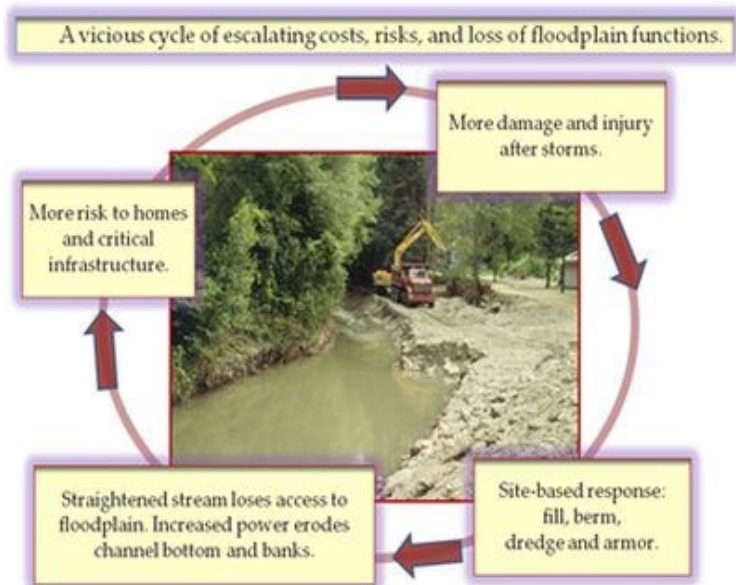 A vicious cycle of escalating costs, risks, and loss of floodplain functions.
More damage and injury
after storms.
Site-based response:
fill, berm,
dredge and armor.
Straightened stream loses access to
floodplain. Increased power erodes
channel bottom and banks.
More risk to homes
and critical
infrastructure.